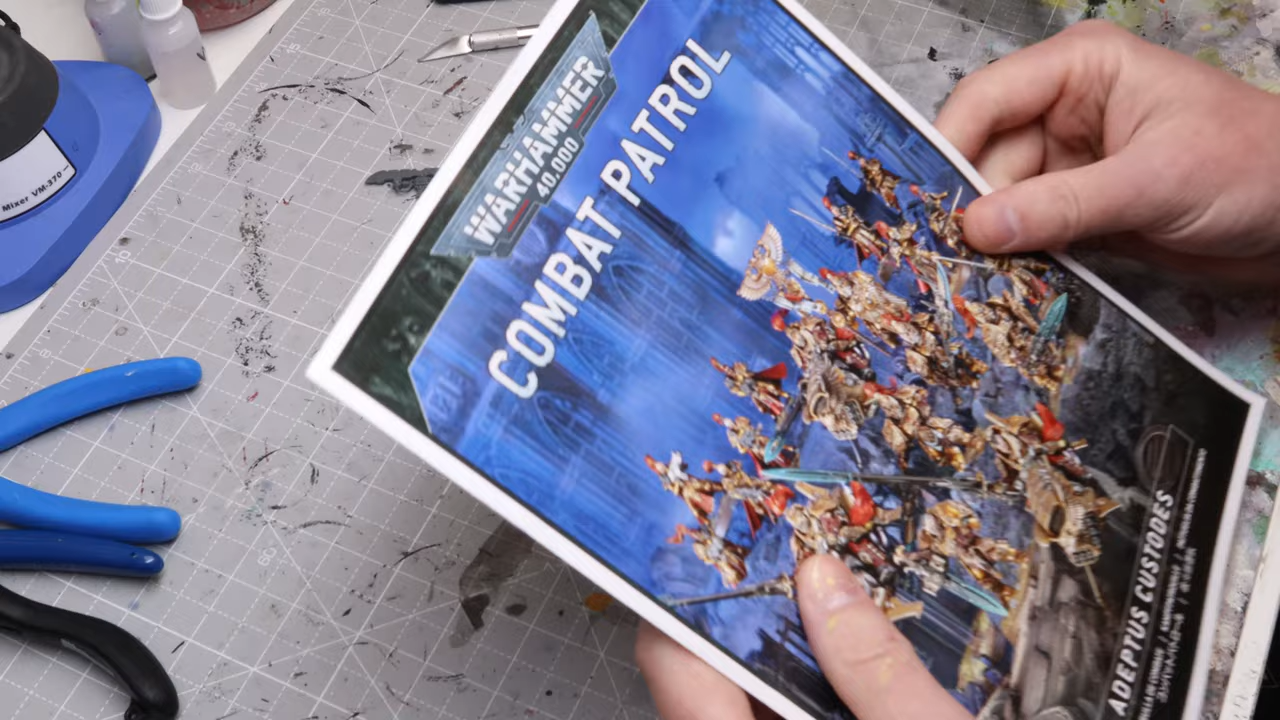 WARHAMMER
40,000
COMBAT PATROL
ADEPTUS CUSTODES
Mixer VM-370